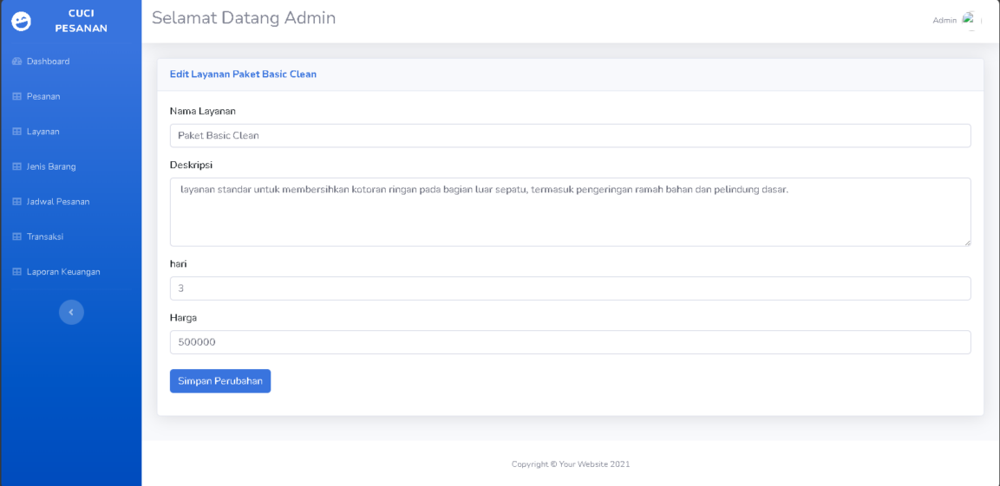 CUCI
PESANAN
Selamat Datang Admin
Admin
Dashboard
Pesanan
Layanan
Jenis Barang
Jadwal Pesanan
Transaksi
Laporan Keuangan
Edit Layanan Paket Basic Clean
Nama Layanan
Paket Basic Clean
Deskripsi
layanan standar untuk membersihkan kotoran ringan pada bagian luar sepatu, termasuk pengeringan ramah bahan dan pelindung dasar.
hari
3
Harga
500000
Simpan Perubahan
Copyright © Your Website 2021